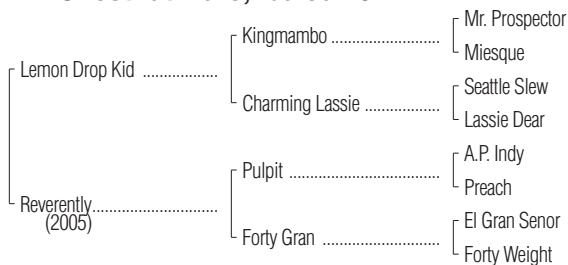 Mr. Prospector
Kingmambo ........................
Miesque
Lemon Drop Kid ................
Seattle Slew
Charming Lassie ................
Lassie Dear
A.P. Indy
Pulpit .................................
Preach
Reverently...........................
(2005)
El Gran Senor
Forty Gran .........................
Forty Weight